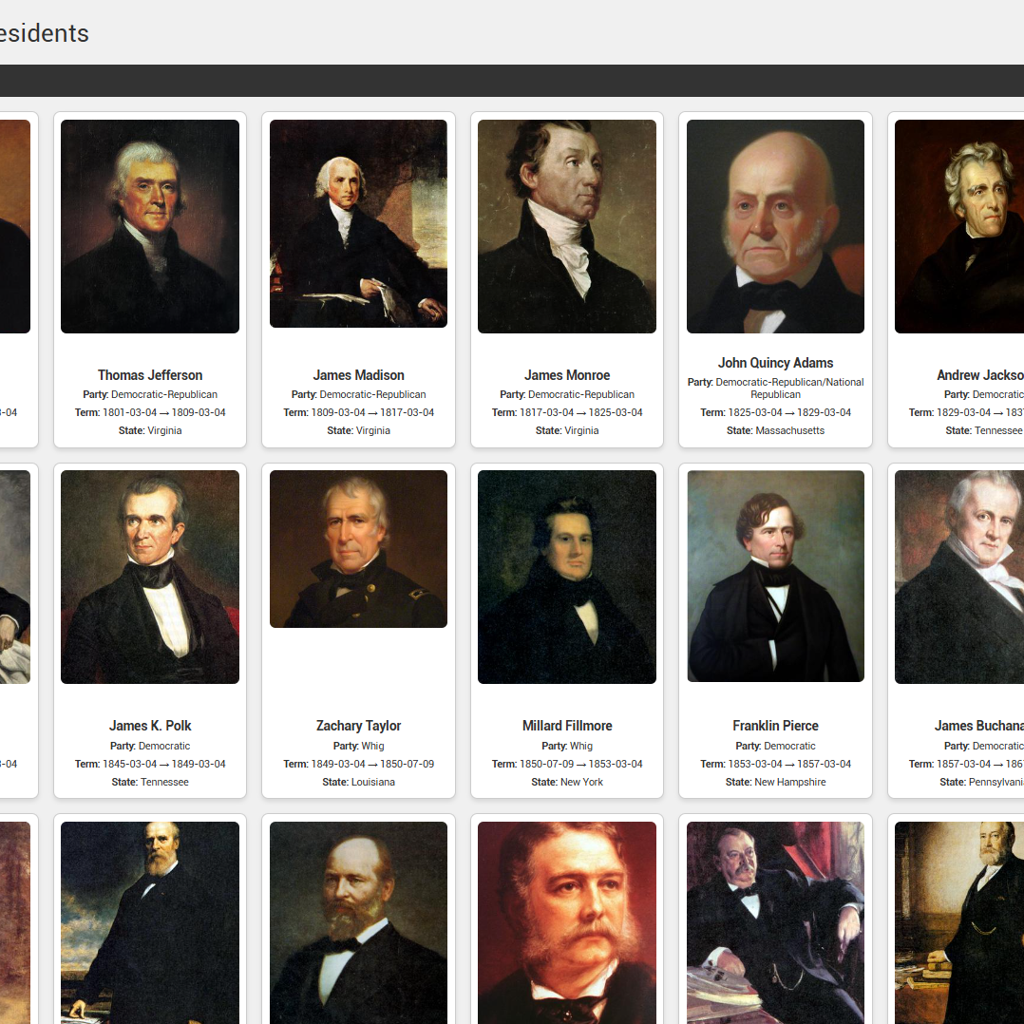 esidents
Thomas Jefferson
Party: Democratic-Republican
Term: 1801-03-04 → 1809-03-04
State: Virginia
James Madison
Party: Democratic-Republican
Term: 1809-03-04 → 1817-03-04
State: Virginia
James Monroe
Party: Democratic-Republican
Term: 1817-03-04 → 1825-03-04
State: Virginia
John Quincy Adams
Party: Democratic-Republican/National
Republican
Term: 1825-03-04 → 1829-03-04
State: Massachusetts
Andrew Jackso
Party: Democratic
Term: 1829-03-04 → 183
State: Tennessee
3-04
James K. Polk
Party: Democratic
Term: 1845-03-04 → 1849-03-04
State: Tennessee
Zachary Taylor
Party: Whig
Term: 1849-03-04 → 1850-07-09
State: Louisiana
Millard Fillmore
Party: Whig
Term: 1850-07-09 → 1853-03-04
State: New York
Franklin Pierce
Party: Democratic
Term: 1853-03-04 → 1857-03-04
State: New Hampshire
James Buchana
Party: Democratic
Term: 1857-03-04 → 186
State: Pennsylvani
3-04